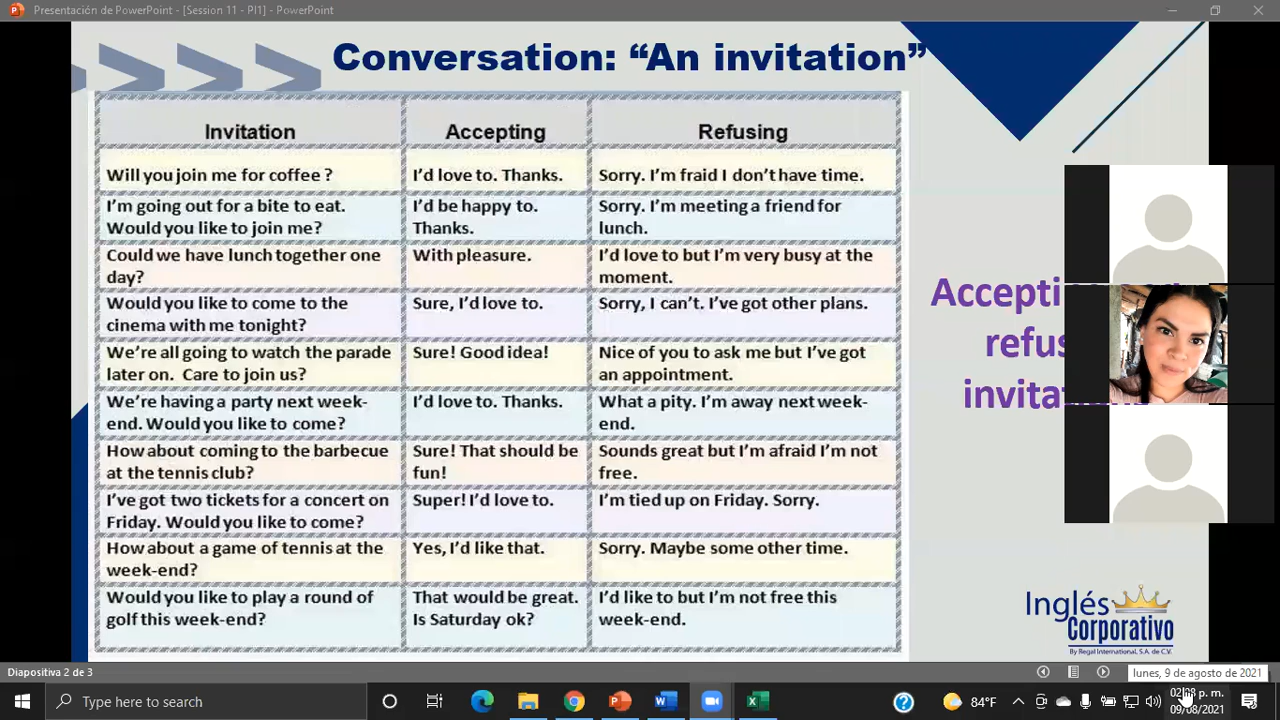 Presentación de PowerPoint - [Session 11 - PI1] - PowerPoint
Conversation: “An invitation”
Invitation Accepting Refusing
Will you join me for coffee ? I'd love to. Thanks. Sorry. I'm fraid I don't have time.
I'm going out for a bite to eat. I'd be happy to. Sorry. I'm meeting a friend for
Would you like to join me? Thanks. lunch.
Could we have lunch together one With pleasure. I'd love to but I'm very busy at the
day? moment.
Would you like to come to the Sure, I'd love to. Sorry, I can't. I've got other plans.
cinema with me tonight?
We're all going to watch the parade Sure! Good idea! Nice of you to ask me but I've got
later on. Care to join us? an appointment.
We're having a party next week- I'd love to. Thanks. What a pity. I'm away next week-
end. Would you like to come? end.
How about coming to the barbecue Sure! That should be Sounds great but I'm afraid I'm not
at the tennis club? fun! free.
I've got two tickets for a concert on Super! I'd love to. I'm tied up on Friday. Sorry.
Friday. Would you like to come?
How about a game of tennis at the Yes, I'd like that. Sorry. Maybe some other time.
week-end?
Would you like to play a round of That would be great. I'd like to but I'm not free this
golf this week-end? Is Saturday ok? week-end.
Inglés
Corporativo
By Regal International, S.A. de C.V.
Diapositiva 2 de 3
lunes, 9 de agosto de 2021
Type here to search
84°F
p. m.
09/08/2021